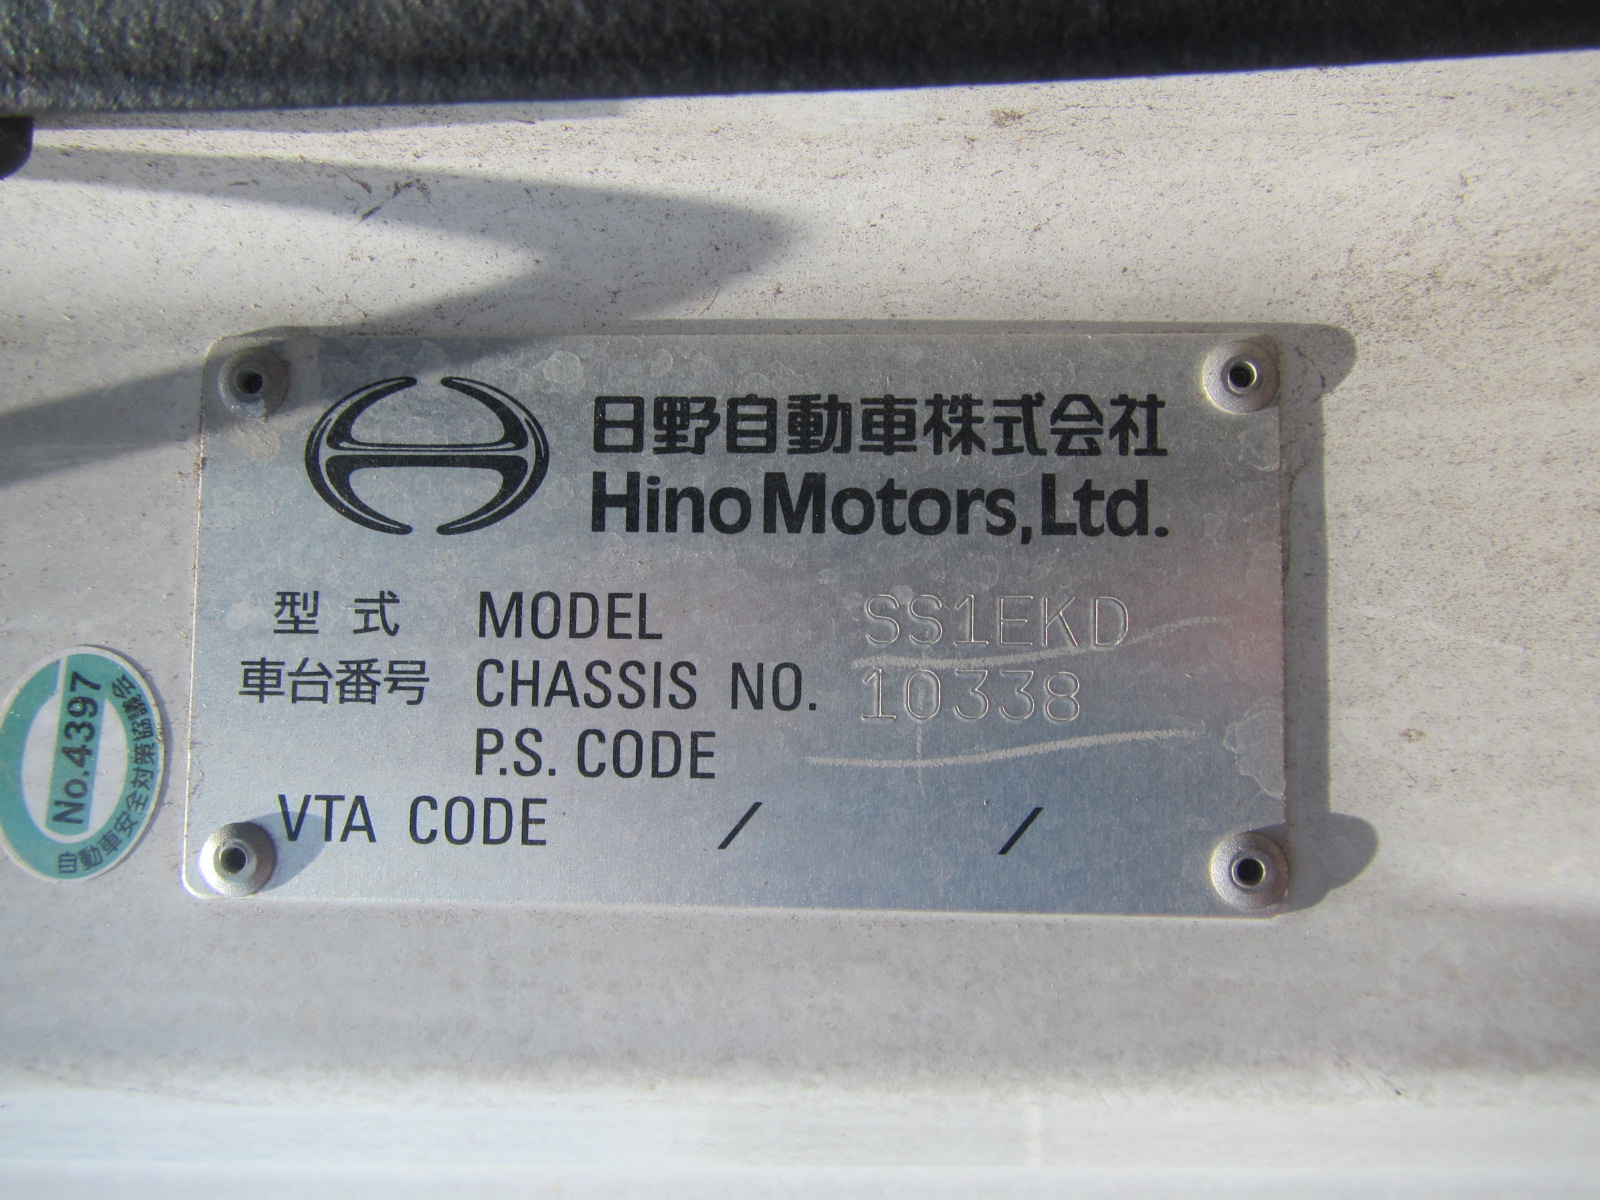 日野自動車株式会社
Hino Motors, Ltd.
型式 MODEL SS1EKD
車台番号 CHASSIS NO. 10338
P.S. CODE
VTA CODE / /
No.4397
自動車安全対策協議会